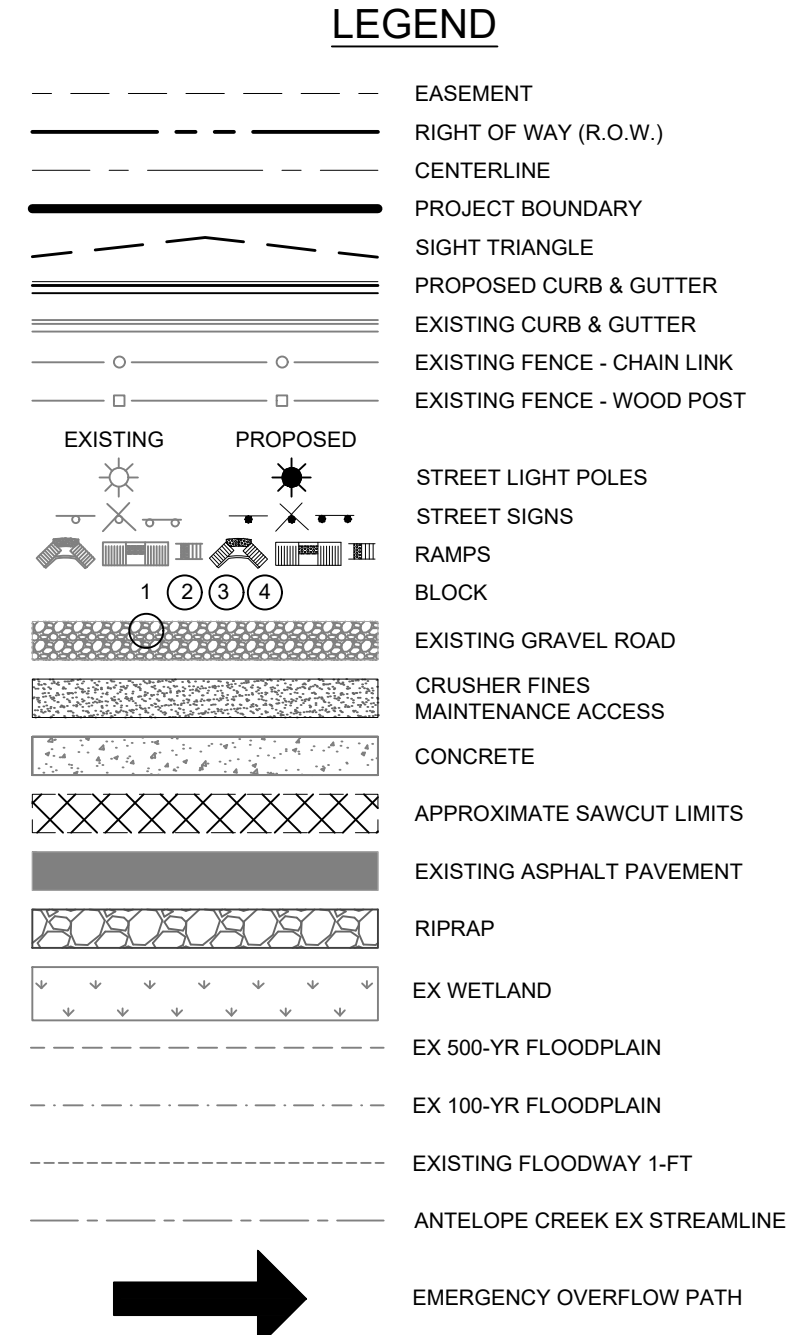 LEGEND
EASEMENT
RIGHT OF WAY (R.O.W.)
CENTERLINE
PROJECT BOUNDARY
SIGHT TRIANGLE
PROPOSED CURB & GUTTER
EXISTING CURB & GUTTER
EXISTING FENCE - CHAIN LINK
EXISTING FENCE - WOOD POST
EXISTING PROPOSED
STREET LIGHT POLES
STREET SIGNS
RAMPS
1 2 3 4 BLOCK
EXISTING GRAVEL ROAD
CRUSHER FINES
MAINTENANCE ACCESS
CONCRETE
APPROXIMATE SAWCUT LIMITS
EXISTING ASPHALT PAVEMENT
RIPRAP
EX WETLAND
EX 500-YR FLOODPLAIN
EX 100-YR FLOODPLAIN
EXISTING FLOODWAY 1-FT
ANTELOPE CREEK EX STREAMLINE
EMERGENCY OVERFLOW PATH